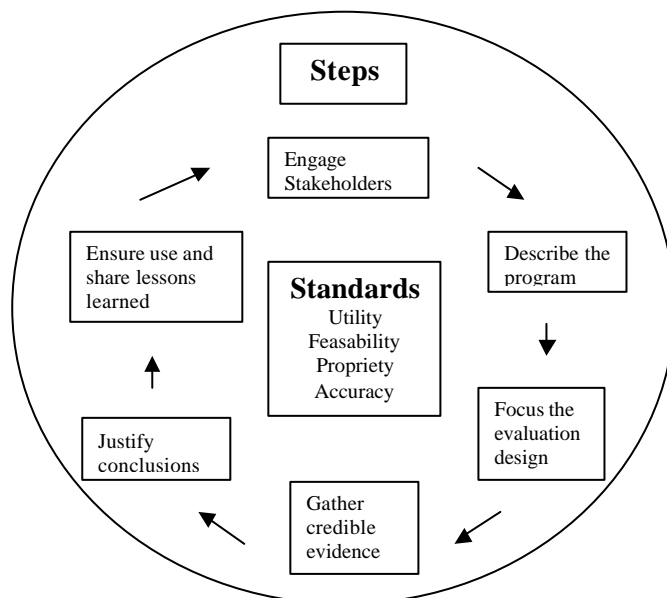 Steps
Engage
Stakeholders
Describe the
program
Focus the
evaluation
design
Gather
credible
evidence
Justify
conclusions
Ensure use and
share lessons
learned
Standards
Utility
Feasability
Propriety
Accuracy